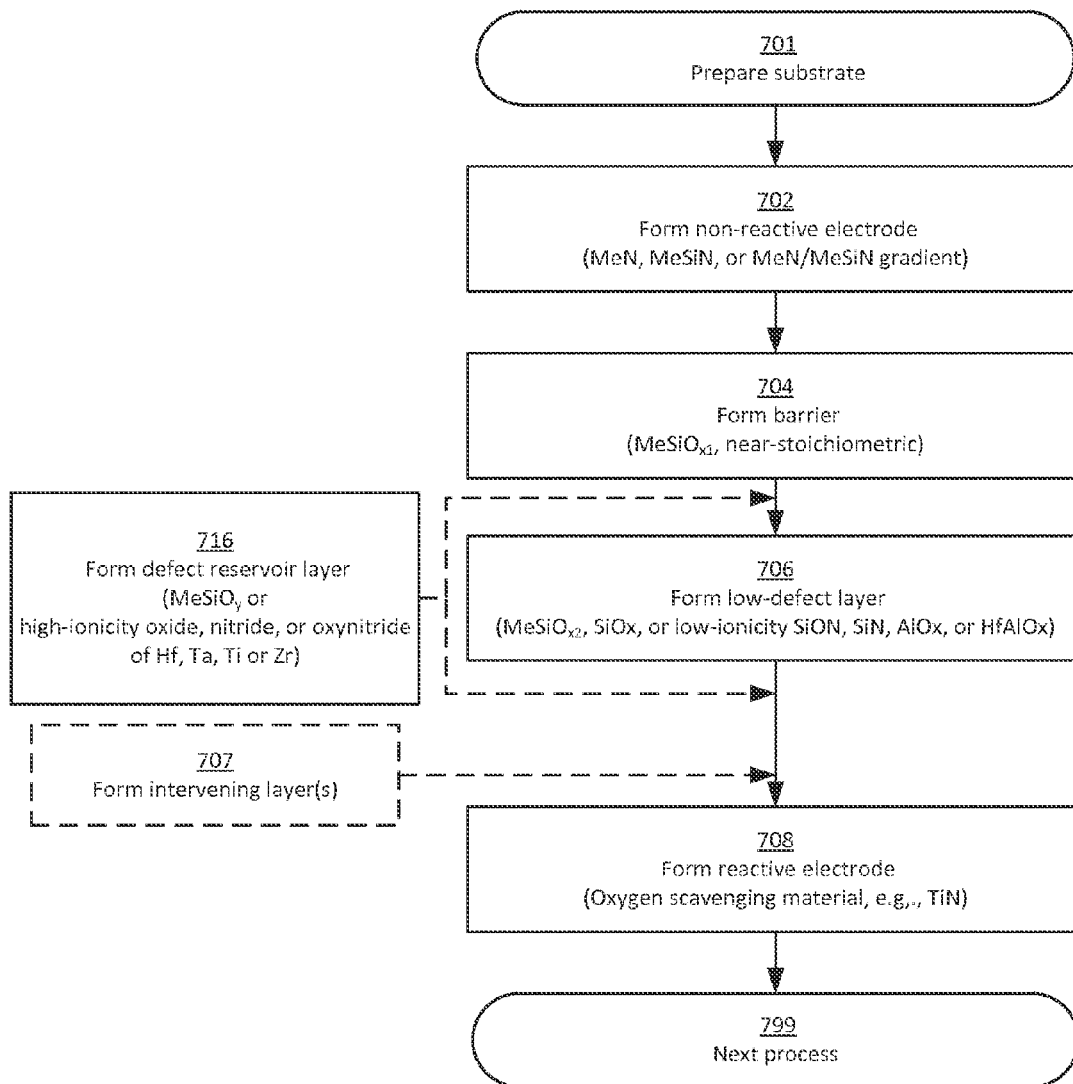 701
Prepare substrate
702
Form non-reactive electrode
(MeN, MeSiN, or MeN/MeSiN gradient)
704
Form barrier
(MeSiOx1, near-stoichiometric)
716
Form defect reservoir layer
(MeSiOy or
high-ionicity oxide, nitride, or oxynitride
of Hf, Ta, Ti or Zr)
706
Form low-defect layer
(MeSiOx2, SiOx, or low-ionicity SiON, SiN, AlOx, or HfAlOx)
707
Form intervening layer(s)
708
Form reactive electrode
(Oxygen scavenging material, e.g,., TiN)
799
Next process